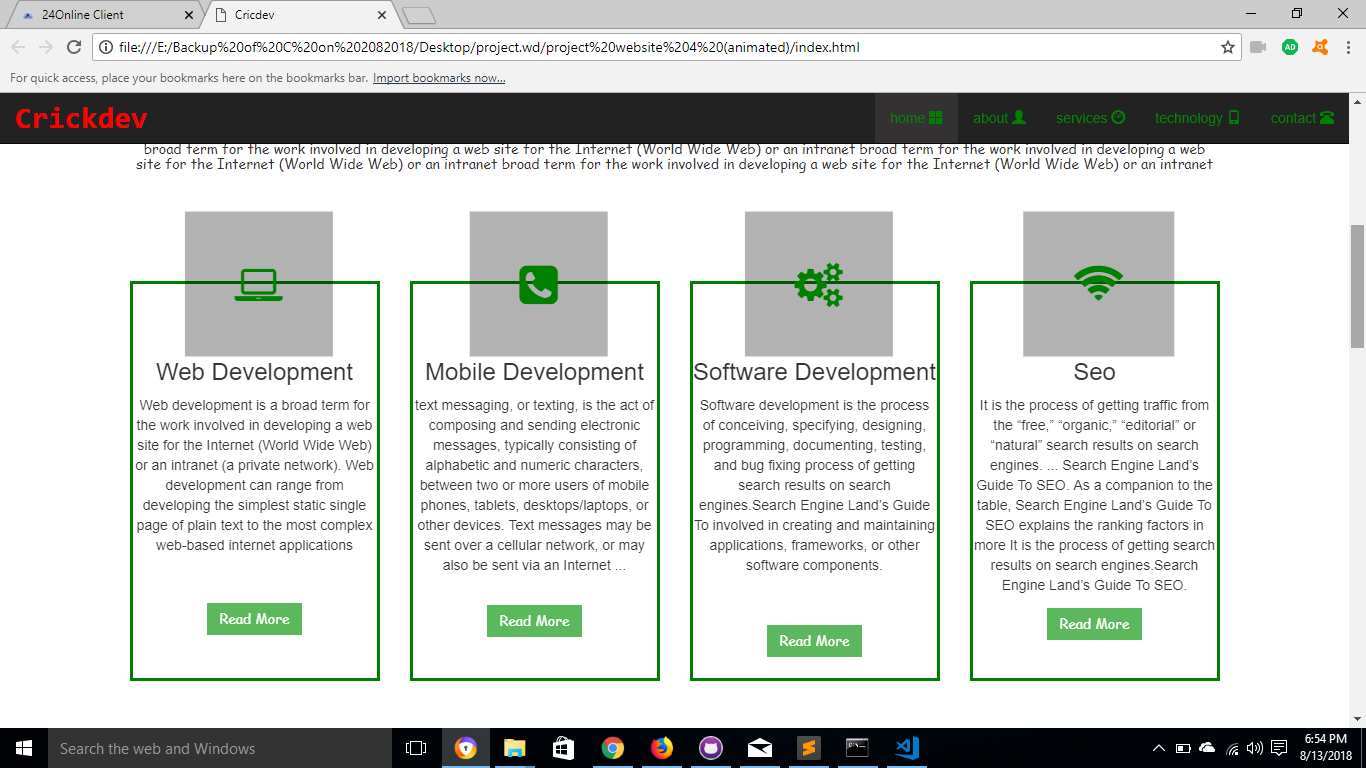 24Online Client
Cricdev
file:///E:/Backup%20of%20C%20on%202082018/Desktop/project.wd/project%20website%204%20(animated)/index.html
AD
For quick access, place your bookmarks here on the bookmarks bar. Import bookmarks now...
Crickdev
home
about
services
technology
contact
broad term for the work involved in developing a web site for the Internet (World Wide Web) or an intranet broad term for the work involved in developing a web
site for the Internet (World Wide Web) or an intranet broad term for the work involved in developing a web site for the Internet (World Wide Web) or an intranet
Web Development
Web development is a broad term for
the work involved in developing a web
site for the Internet (World Wide Web)
or an intranet (a private network). Web
development can range from
developing the simplest static single
page of plain text to the most complex
web-based internet applications
Read More
Mobile Development
text messaging, or texting, is the act of
composing and sending electronic
messages, typically consisting of
alphabetic and numeric characters,
between two or more users of mobile
phones, tablets, desktops/laptops, or
other devices. Text messages may be
sent over a cellular network, or may
also be sent via an Internet ...
Read More
Software Development
Software development is the process
of conceiving, specifying, designing,
programming, documenting, testing,
and bug fixing process of getting
search results on search
engines.Search Engine Land’s Guide
To involved in creating and maintaining
applications, frameworks, or other
software components.
Read More
Seo
It is the process of getting traffic from
the “free,” “organic,” “editorial” or
“natural” search results on search
engines. ... Search Engine Land’s
Guide To SEO. As a companion to the
table, Search Engine Land’s Guide To
SEO explains the ranking factors in
more It is the process of getting search
results on search engines.Search
Engine Land’s Guide To SEO.
Read More
Search the web and Windows
6:54 PM
8/13/2018